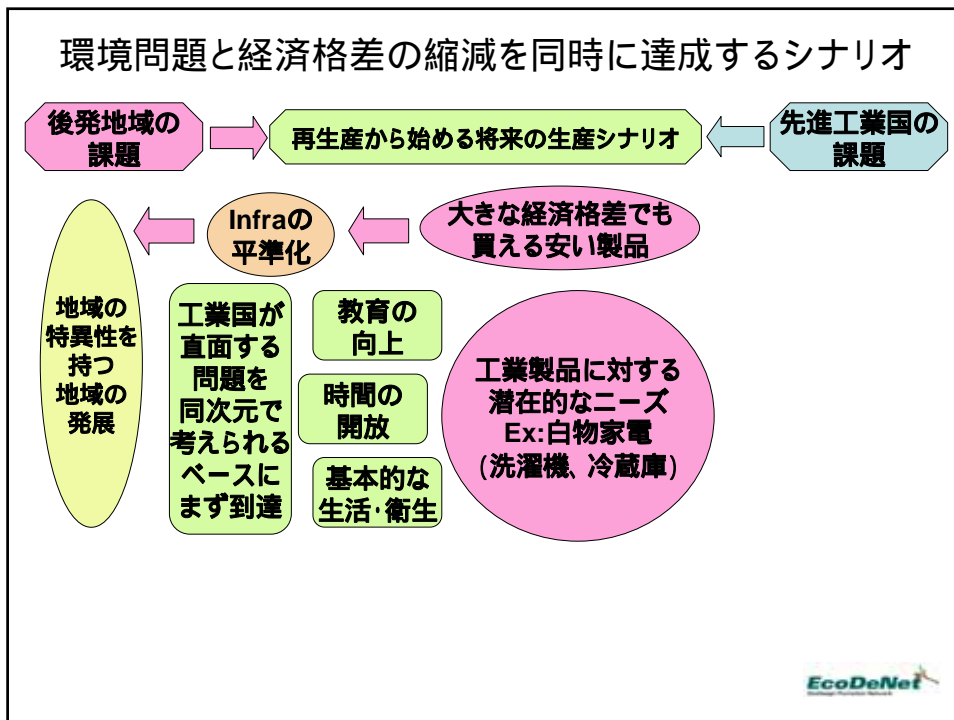 環境問題と経済格差の縮減を同時に達成するシナリオ
後発地域の
課題
再生産から始める将来の生産シナリオ
先進工業国の
課題
Infraの
平準化
大きな経済格差でも
買える安い製品
地域の
特異性を
持つ
地域の
発展
工業国が
直面する
問題を
同次元で
考えられる
ベースに
まず到達
教育の
向上
時間の
開放
基本的な
生活･衛生
工業製品に対する
潜在的なニーズ
Ex:白物家電
(洗濯機、冷蔵庫)
EcoDeNet